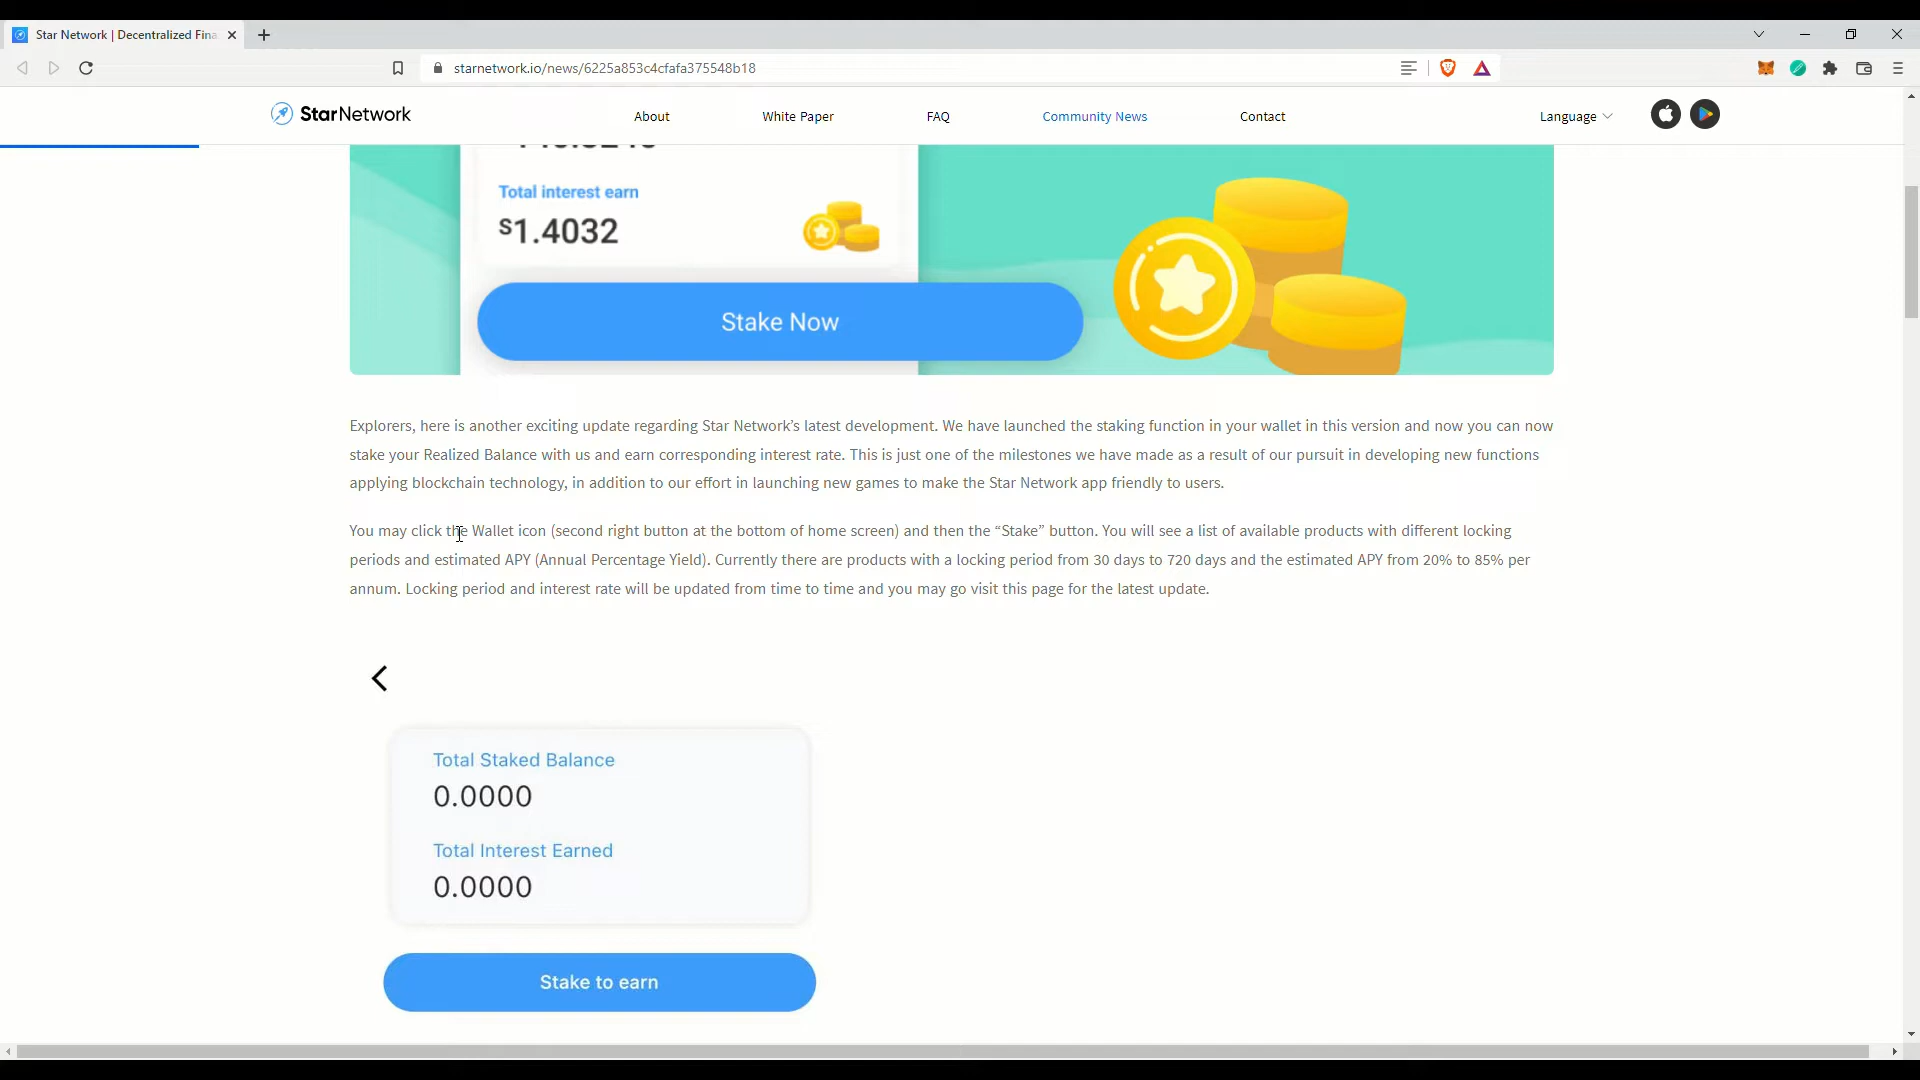 Star Network | Decentralized Fina
starnetwork.io/news/6225a853c4cfafa375548b18
StarNetwork
About
White Paper
FAQ
Community News
Contact
Language
Total interest earn
S1.4032
Stake Now
Explorers, here is another exciting update regarding Star Network’s latest development. We have launched the staking function in your wallet in this version and now you can now
stake your Realized Balance with us and earn corresponding interest rate. This is just one of the milestones we have made as a result of our pursuit in developing new functions
applying blockchain technology, in addition to our effort in launching new games to make the Star Network app friendly to users.
You may click the Wallet icon (second right button at the bottom of home screen) and then the “Stake” button. You will see a list of available products with different locking
periods and estimated APY (Annual Percentage Yield). Currently there are products with a locking period from 30 days to 720 days and the estimated APY from 20% to 85% per
annum. Locking period and interest rate will be updated from time to time and you may go visit this page for the latest update.
Total Staked Balance
0.0000
Total Interest Earned
0.0000
Stake to earn